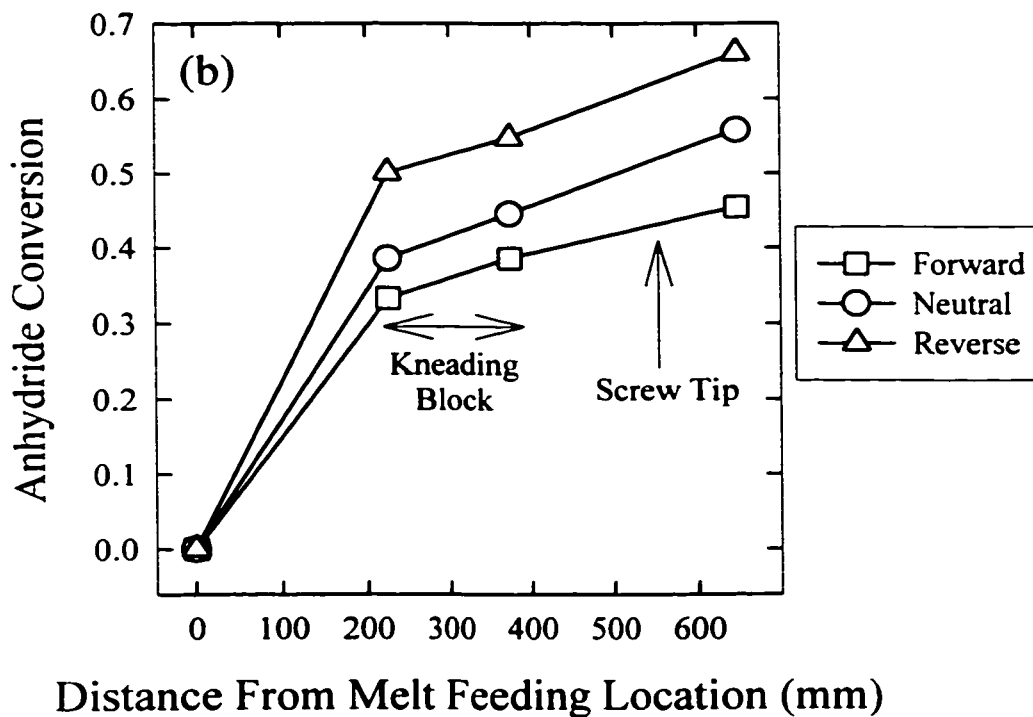 (b)
Anhydride Conversion
0.7
0.6
0.5
0.4
0.3
0.2
0.1
0.0
Kneading
Block
Screw Tip
Forward
Neutral
Reverse
0 100 200 300 400 500 600
Distance From Melt Feeding Location (mm)